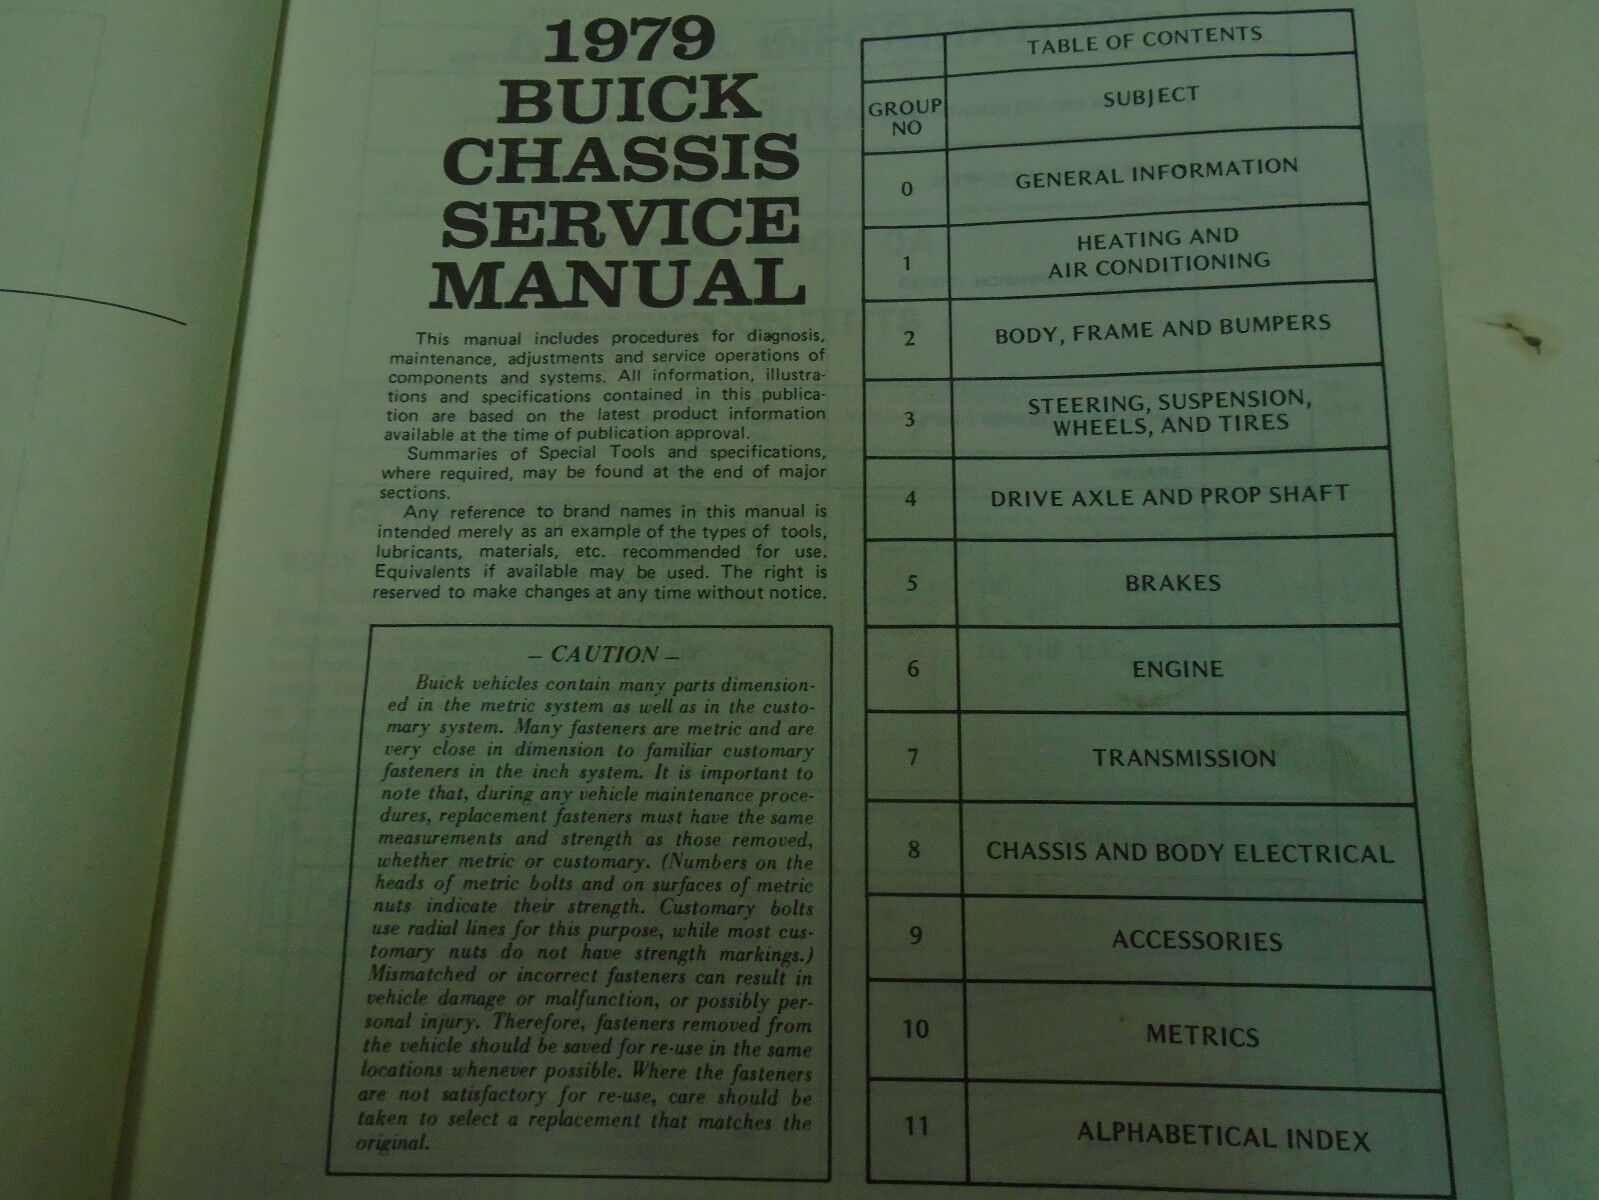 1979
BUICK
CHASSIS
SERVICE
MANUAL
This manual includes procedures for diagnosis,
maintenance, adjustments and service operations of
components and systems. All information, illustra-
tions and specifications contained in this publica-
tion are based on the latest product information
available at the time of publication approval.
Summaries of Special Tools and specifications,
where required, may be found at the end of major
sections.
Any reference to brand names in this manual is
intended merely as an example of the types of tools,
lubricants, materials, etc. recommended for use.
Equivalents if available may be used. The right is
reserved to make changes at any time without notice.
– CAUTION –
Buick vehicles contain many parts dimension-
ed in the metric system as well as in the custo-
mary system. Many fasteners are metric and are
very close in dimension to familiar customary
fasteners in the inch system. It is important to
note that, during any vehicle maintenance proce-
dures, replacement fasteners must have the same
measurements and strength as those removed,
whether metric or customary. (Numbers on the
heads of metric bolts and on surfaces of metric
nuts indicate their strength. Customary bolts
use radial lines for this purpose, while most cus-
tomary nuts do not have strength markings.)
Mismatched or incorrect fasteners can result in
vehicle damage or malfunction, or possibly per-
sonal injury. Therefore, fasteners removed from
the vehicle should be saved for re-use in the same
locations whenever possible. Where the fasteners
are not satisfactory for re-use, care should be
taken to select a replacement that matches the
original.
TABLE OF CONTENTS
GROUP
NO
SUBJECT
0 GENERAL INFORMATION
1 HEATING AND
AIR CONDITIONING
2 BODY, FRAME AND BUMPERS
3 STEERING, SUSPENSION,
WHEELS, AND TIRES
4 DRIVE AXLE AND PROP SHAFT
5 BRAKES
6 ENGINE
7 TRANSMISSION
8 CHASSIS AND BODY ELECTRICAL
9 ACCESSORIES
10 METRICS
11 ALPHABETICAL INDEX